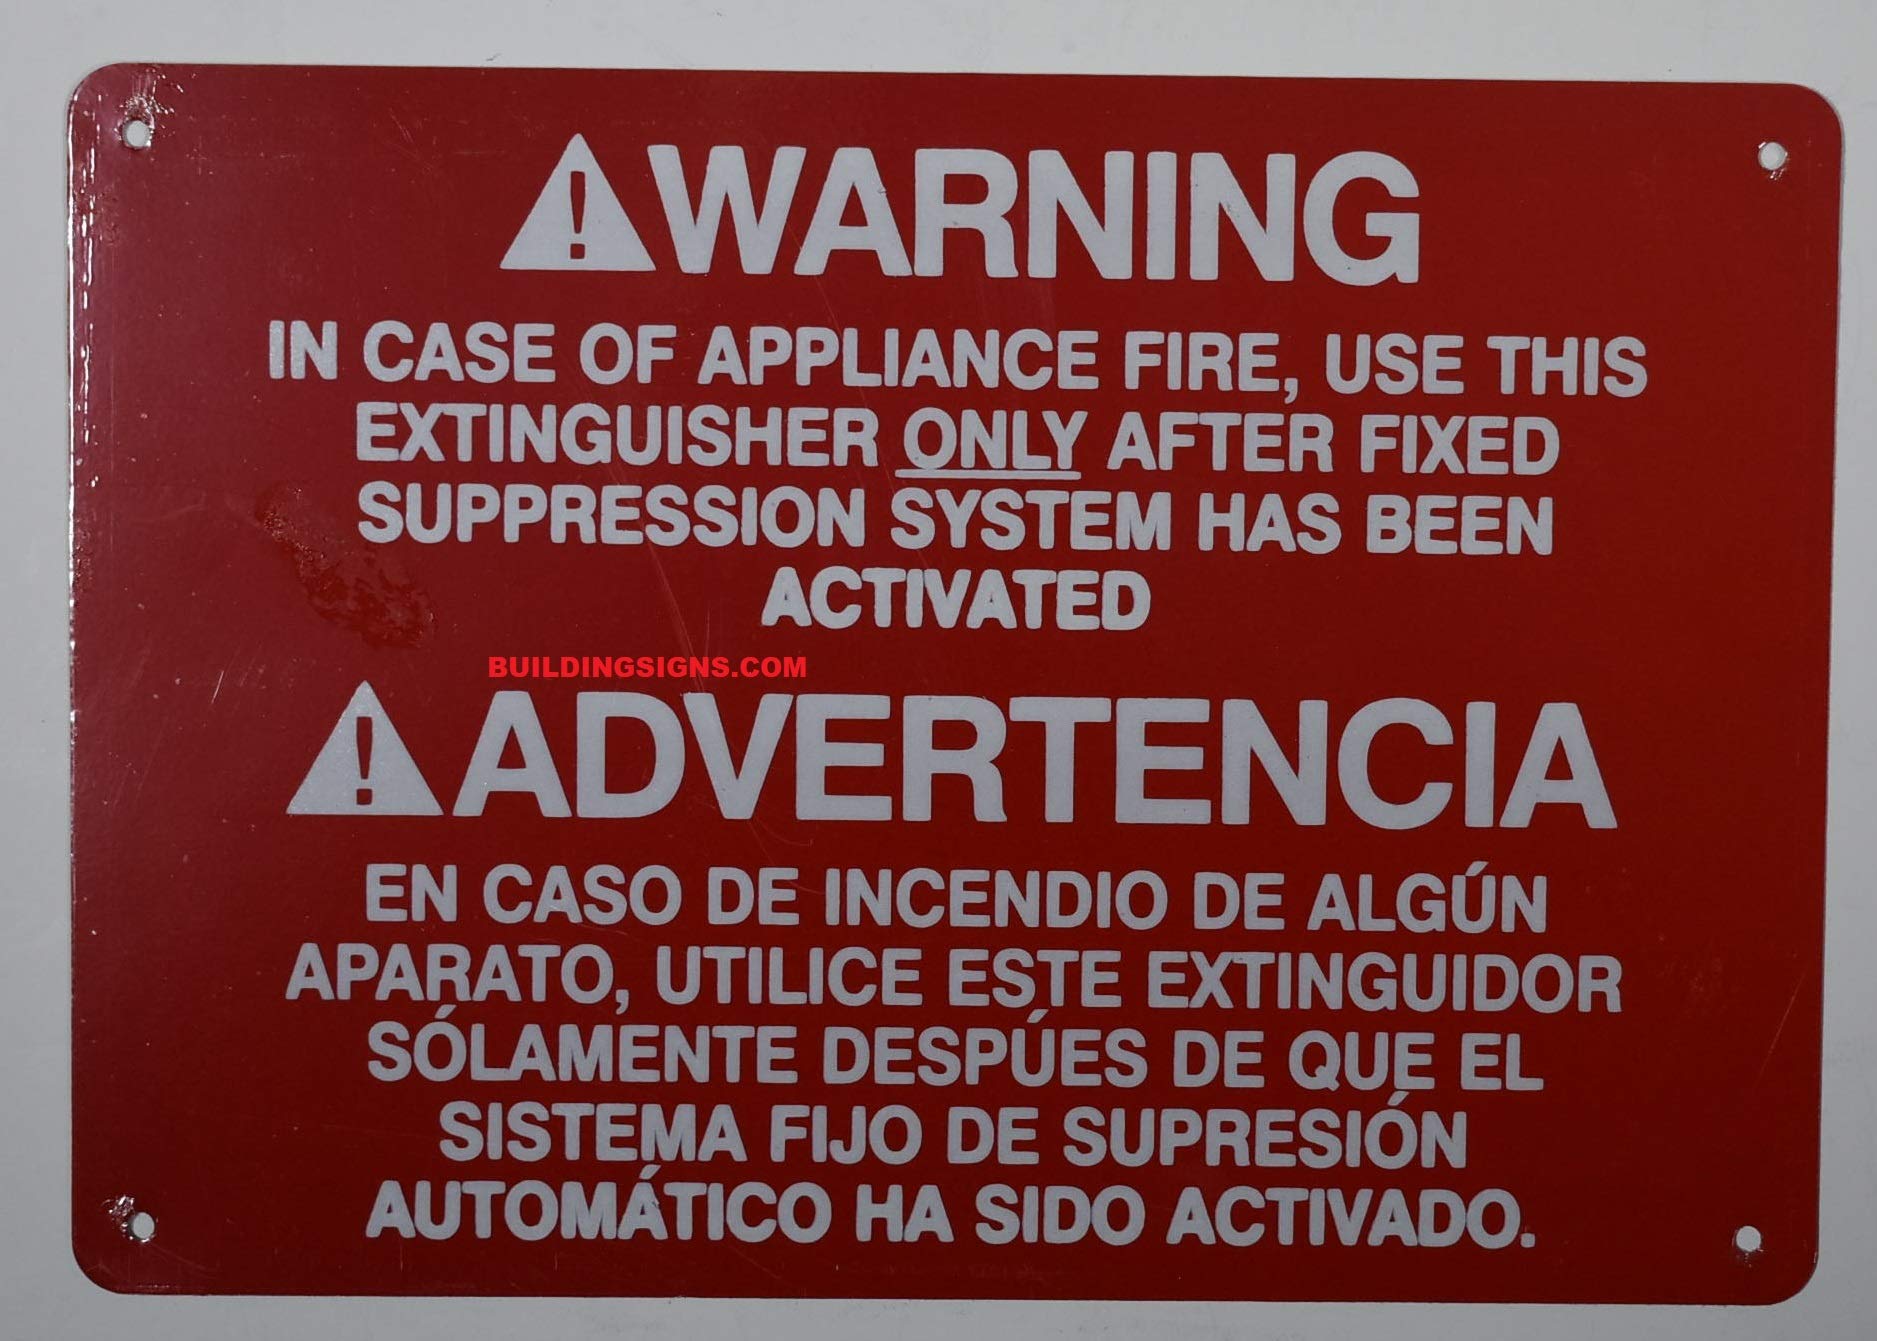 WARNING
IN CASE OF APPLIANCE FIRE, USE THIS
EXTINGUISHER ONLY AFTER FIXED
SUPPRESSION SYSTEM HAS BEEN
ACTIVATED
BUILDINGSIGNS.COM
ADVERTENCIA
EN CASO DE INCENDIO DE ALGÚN
APARATO, UTILICE ESTE EXTINGUIDOR
SÓLAMENTE DESPÚES DE QUE EL
SISTEMA FIJO DE SUPRESIÓN
AUTOMÁTICO HA SIDO ACTIVADO.